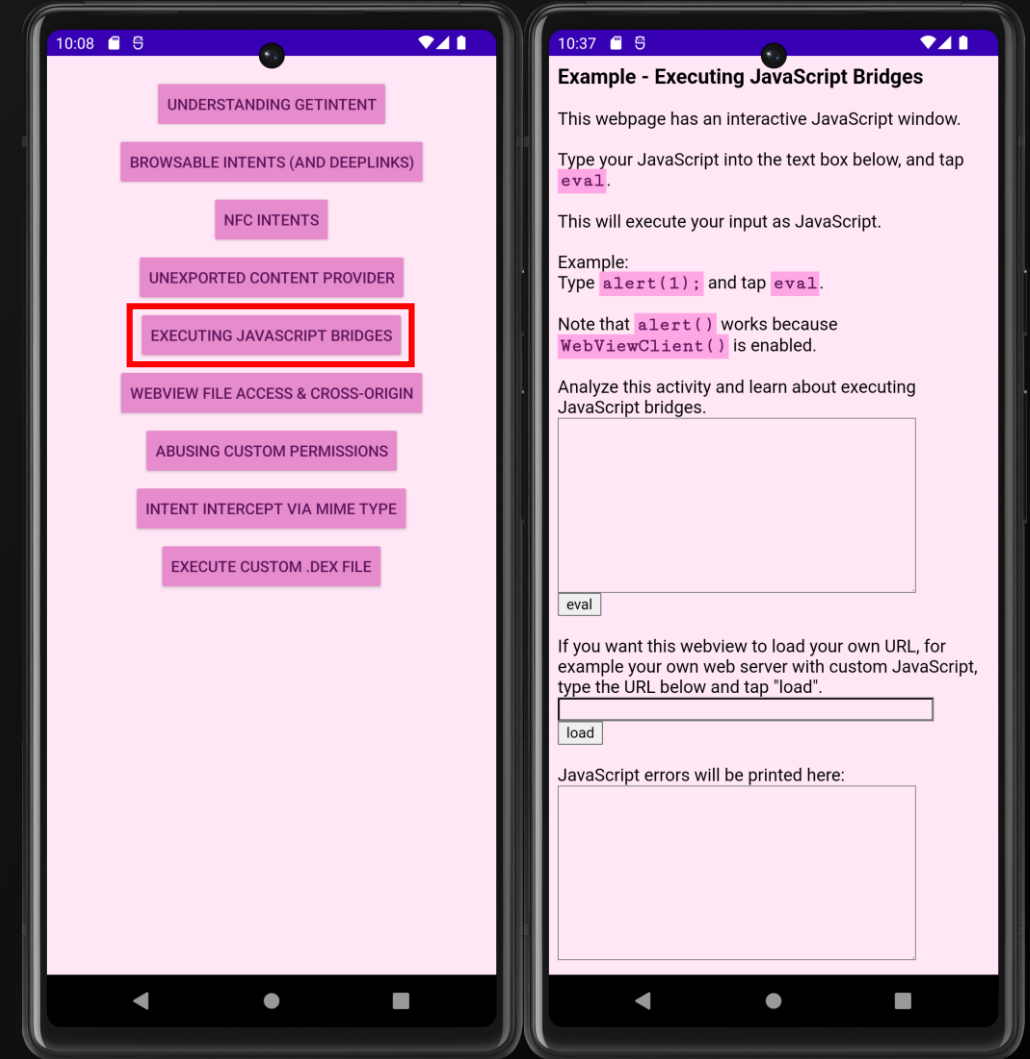 10:08
UNDERSTANDING GETINTENT
BROWSABLE INTENTS (AND DEEPLINKS)
NFC INTENTS
UNEXPORTED CONTENT PROVIDER
EXECUTING JAVASCRIPT BRIDGES
WEBVIEW FILE ACCESS & CROSS-ORIGIN
ABUSING CUSTOM PERMISSIONS
INTENT INTERCEPT VIA MIME TYPE
EXECUTE CUSTOM .DEX FILE
10:37
Example - Executing JavaScript Bridges
This webpage has an interactive JavaScript window.
Type your JavaScript into the text box below, and tap
eval.
This will execute your input as JavaScript.
Example:
Type alert(1); and tap eval.
Note that alert() works because
WebViewClient() is enabled.
Analyze this activity and learn about executing
JavaScript bridges.
eval
If you want this webview to load your own URL, for
example your own web server with custom JavaScript,
type the URL below and tap "load".
load
JavaScript errors will be printed here: